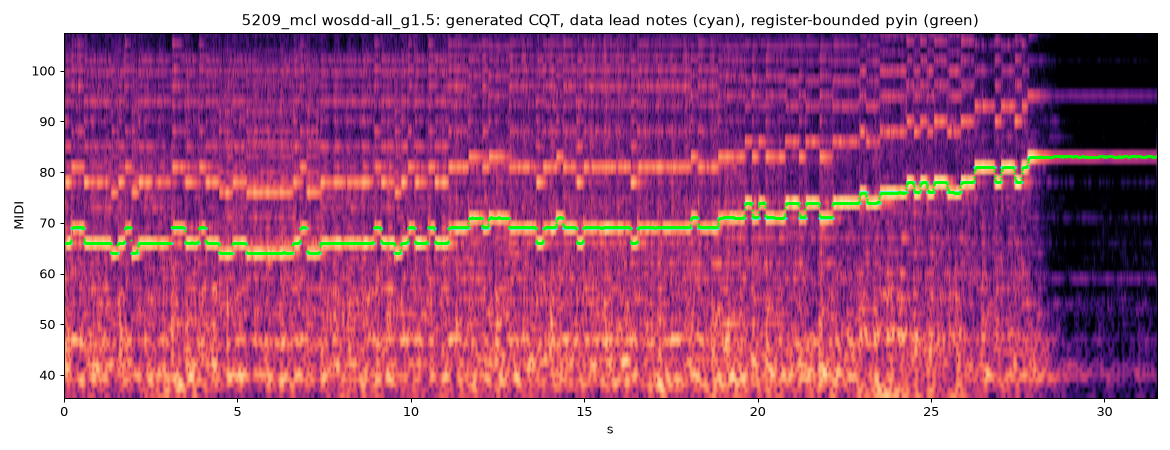 5209_mcl wosdd-all_g1.5: generated CQT, data lead notes (cyan), register-bounded pyin (green)
100
90
80
70
60
50
40
MIDI
0 5 10 15 20 25 30
s